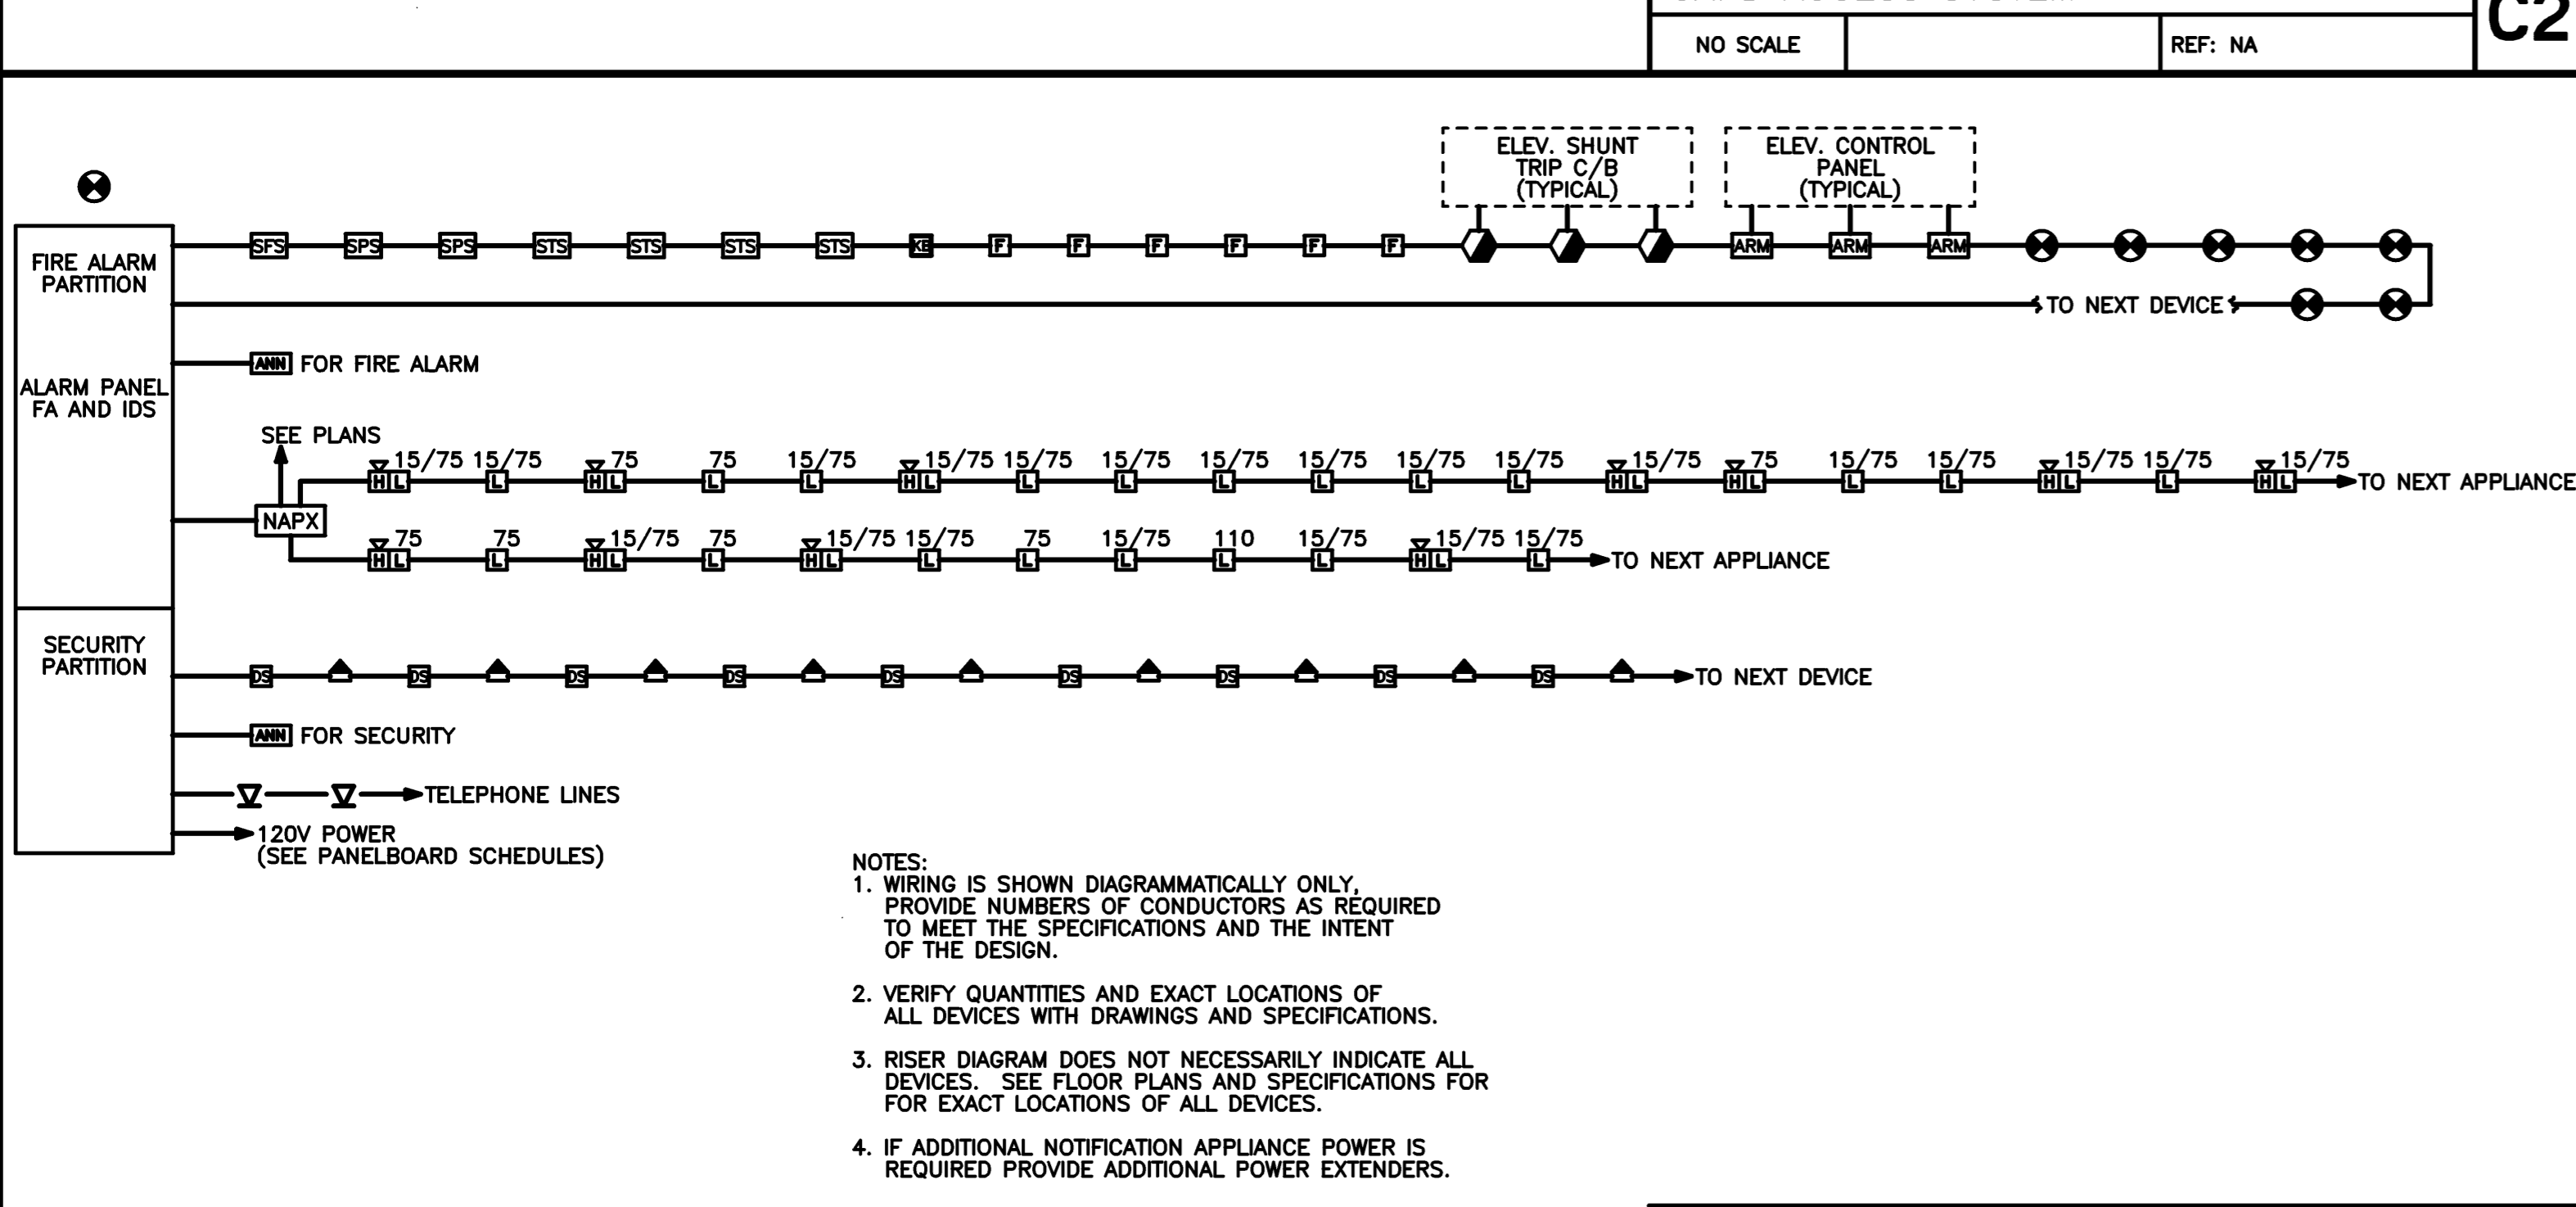 NO SCALE
REF: NA
C2
ELEV. SHUNT
TRIP C/B
(TYPICAL)
ELEV. CONTROL
PANEL
(TYPICAL)
FIRE ALARM
PARTITION
SFS SPS SPS STS STS STS STS KE F F F F F F ARM ARM ARM
TO NEXT DEVICE
ANN FOR FIRE ALARM
ALARM PANEL
FA AND IDS
SEE PLANS
15/75 15/75 75 75 15/75 15/75 15/75 15/75 15/75 15/75 15/75 15/75 15/75 75 15/75 15/75 15/75 15/75 15/75
HL L HL L L HL L L L L L L HL HL L L HL L HL TO NEXT APPLIANCE
NAPX
75 75 15/75 75 15/75 15/75 75 15/75 110 15/75 15/75 15/75
HL L HL L HL L L L L L HL L TO NEXT APPLIANCE
SECURITY
PARTITION
DS DS DS DS DS DS DS DS DS TO NEXT DEVICE
ANN FOR SECURITY
TELEPHONE LINES
120V POWER
(SEE PANELBOARD SCHEDULES)
NOTES:
1. WIRING IS SHOWN DIAGRAMMATICALLY ONLY,
PROVIDE NUMBERS OF CONDUCTORS AS REQUIRED
TO MEET THE SPECIFICATIONS AND THE INTENT
OF THE DESIGN.
2. VERIFY QUANTITIES AND EXACT LOCATIONS OF
ALL DEVICES WITH DRAWINGS AND SPECIFICATIONS.
3. RISER DIAGRAM DOES NOT NECESSARILY INDICATE ALL
DEVICES. SEE FLOOR PLANS AND SPECIFICATIONS FOR
FOR EXACT LOCATIONS OF ALL DEVICES.
4. IF ADDITIONAL NOTIFICATION APPLIANCE POWER IS
REQUIRED PROVIDE ADDITIONAL POWER EXTENDERS.